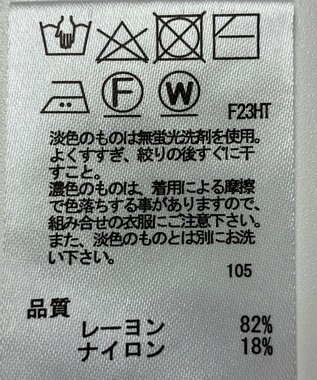 F
W
F23HT
淡色のものは無蛍光洗剤を使用。
よくすすぎ、絞りの後すぐに干
すこと。
濃色のものは、着用による摩擦
で色落ちする事がありますので、
組み合せの衣服にご注意下さい。
また、淡色のものとは別にお洗
い下さい。
105
品質
レーヨン 82%
ナイロン 18%